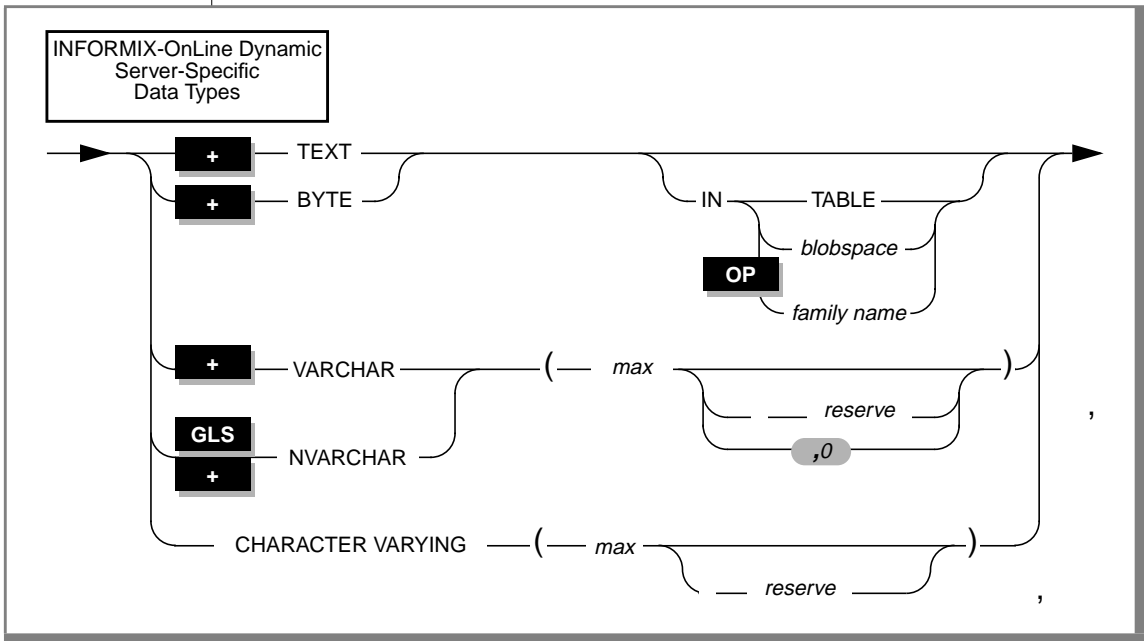 INFORMIX-OnLine Dynamic
Server-Specific
Data Types
+ TEXT
+ BYTE
IN TABLE
blobspace
OP
family name
+ VARCHAR ( max )
reserve
,
GLS
+
NVARCHAR
,0
CHARACTER VARYING ( max )
reserve
,